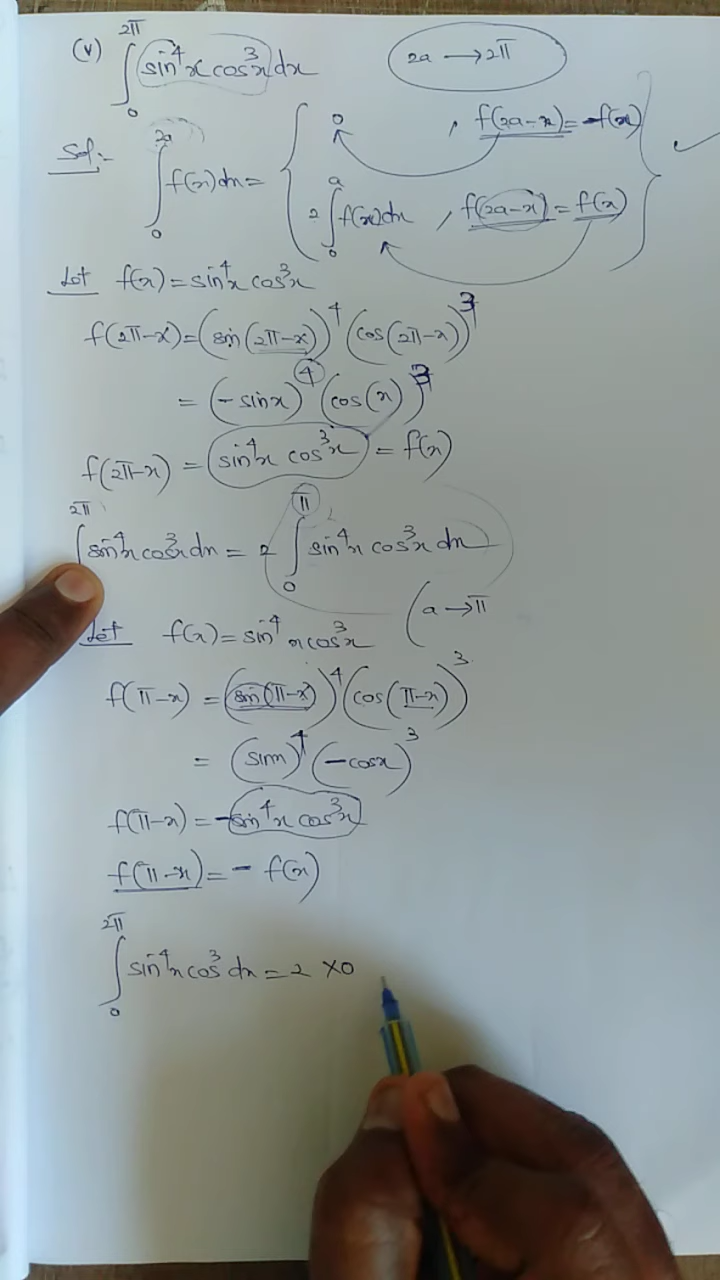 (v) ∫₀^2π sin⁴x cos³x dx   2a → 2π
Sol:- ∫₀^2a f(x)dx = { 0 , f(2a-x) = -f(x)
2∫₀^a f(x)dx , f(2a-x) = f(x) }
Let f(x) = sin⁴x cos³x
f(2π-x) = (sin(2π-x))⁴ (cos(2π-x))³
= (-sinx)⁴ (cos(x))³
f(2π-x) = sin⁴x cos³x = f(x)
∫^2π sin⁴x cos³x dx = 2 ∫₀^π sin⁴x cos³x dx
(a → π
Let f(x) = sin⁴x cos³x
f(π-x) = (sin(π-x))⁴ (cos(π-x))³
= (sinx)⁴ (-cosx)³
f(π-x) = -sin⁴x cos³x
f(π-x) = - f(x)
∫₀^2π sin⁴x cos³ dx = 2 ×0